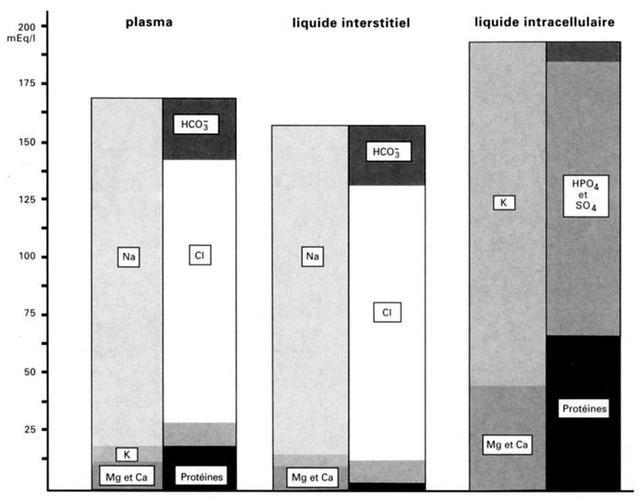 plasma
liquide interstitiel
liquide intracellulaire
200
mEq/l
175
150
125
100
75
50
25
HCO₃⁻
Na
Cl
K
Mg et Ca
Protéines
HCO₃⁻
Na
Cl
Mg et Ca
K
HPO₄
et
SO₄
Mg et Ca
Protéines